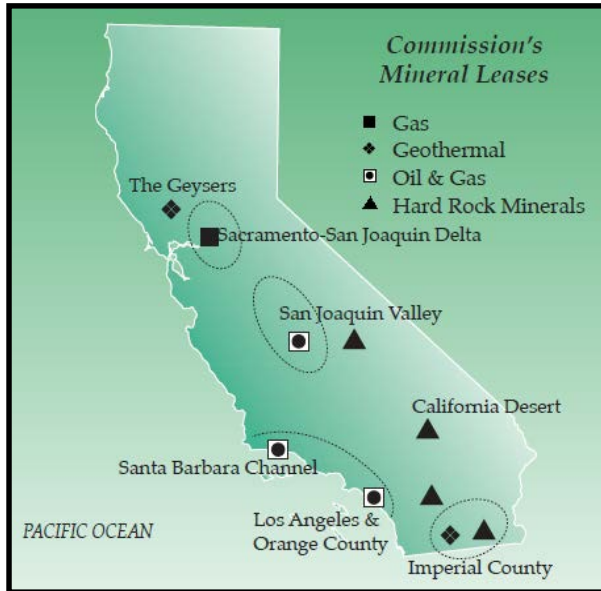 Commission's
Mineral Leases
Gas
Geothermal
Oil & Gas
Hard Rock Minerals
The Geysers
Sacramento-San Joaquin Delta
San Joaquin Valley
California Desert
Santa Barbara Channel
Los Angeles &
Orange County
PACIFIC OCEAN
Imperial County